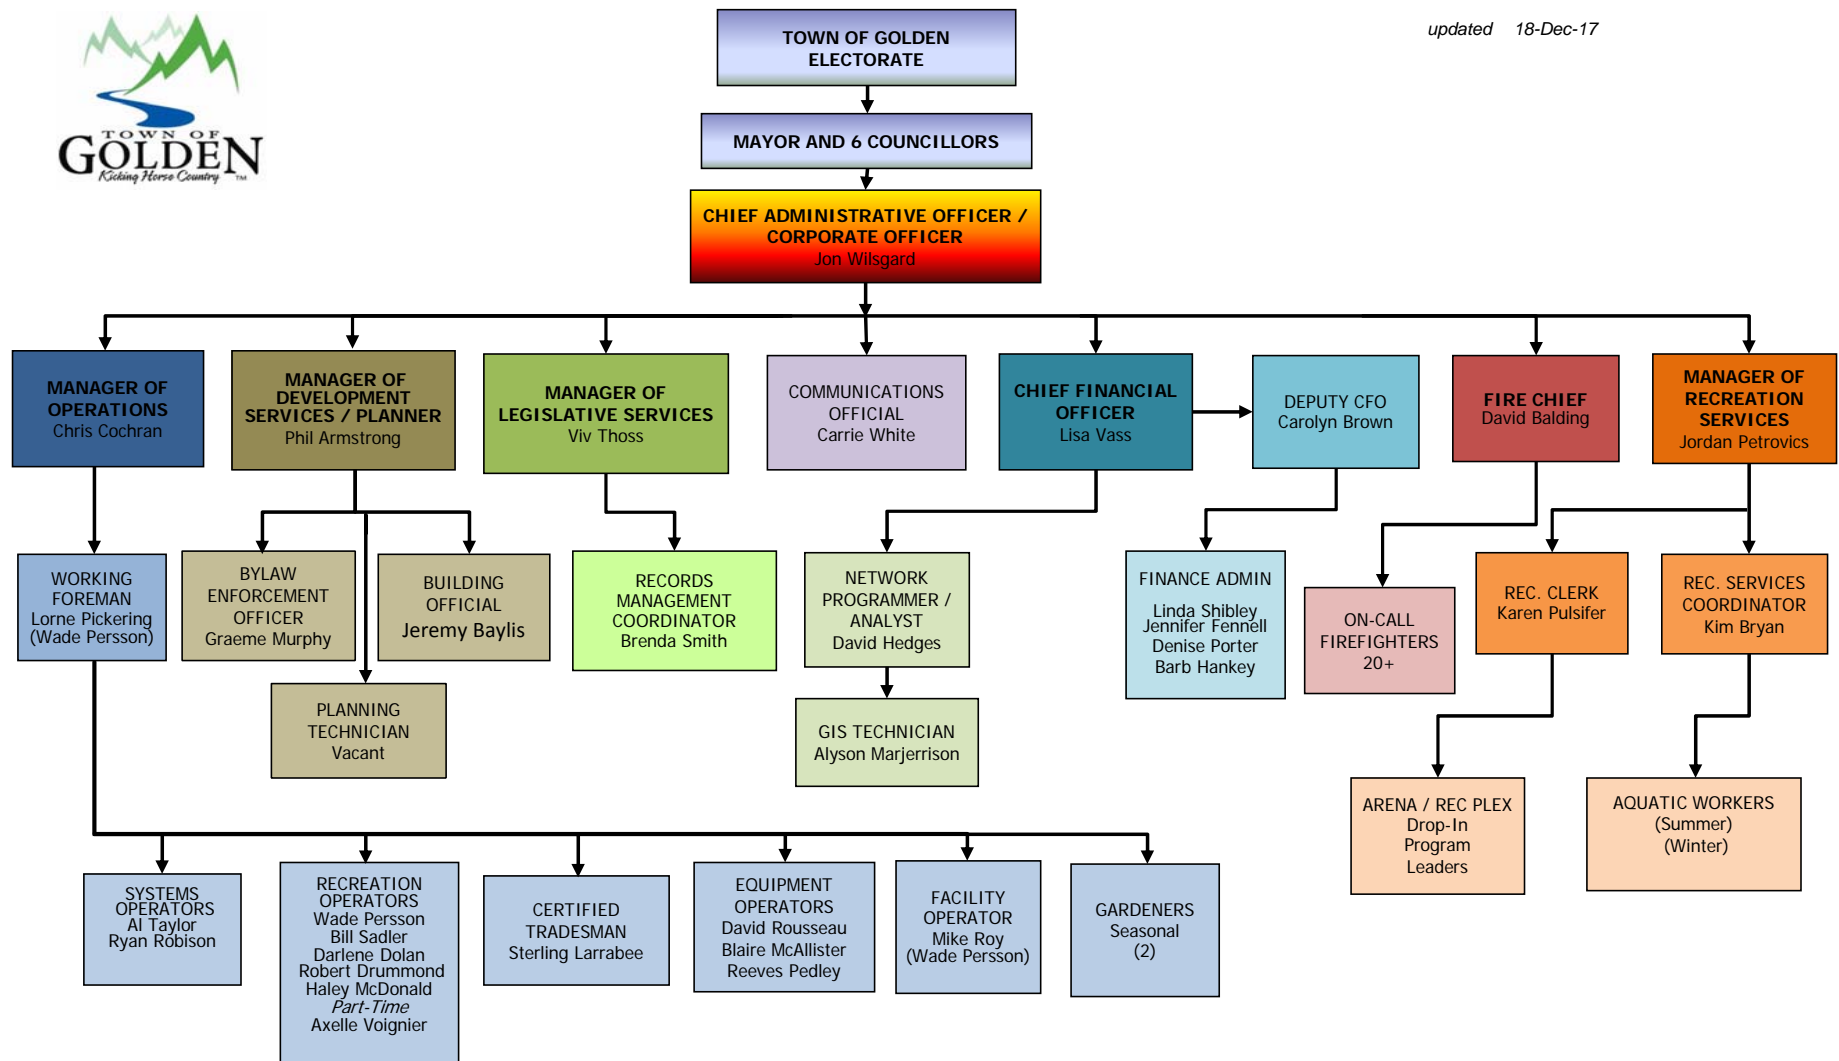 TOWN OF
GOLDEN
Kicking Horse Country
TM
updated 18-Dec-17
TOWN OF GOLDEN
ELECTORATE
MAYOR AND 6 COUNCILLORS
CHIEF ADMINISTRATIVE OFFICER /
CORPORATE OFFICER
Jon Wilsgard
MANAGER OF
OPERATIONS
Chris Cochran
MANAGER OF
DEVELOPMENT
SERVICES / PLANNER
Phil Armstrong
MANAGER OF
LEGISLATIVE SERVICES
Viv Thoss
COMMUNICATIONS
OFFICIAL
Carrie White
CHIEF FINANCIAL
OFFICER
Lisa Vass
DEPUTY CFO
Carolyn Brown
FIRE CHIEF
David Balding
MANAGER OF
RECREATION
SERVICES
Jordan Petrovics
WORKING
FOREMAN
Lorne Pickering
(Wade Persson)
BYLAW
ENFORCEMENT
OFFICER
Graeme Murphy
BUILDING
OFFICIAL
Jeremy Baylis
RECORDS
MANAGEMENT
COORDINATOR
Brenda Smith
NETWORK
PROGRAMMER /
ANALYST
David Hedges
FINANCE ADMIN
Linda Shibley
Jennifer Fennell
Denise Porter
Barb Hankey
ON-CALL
FIREFIGHTERS
20+
REC. CLERK
Karen Pulsifer
REC. SERVICES
COORDINATOR
Kim Bryan
PLANNING
TECHNICIAN
Vacant
GIS TECHNICIAN
Alyson Marjerrison
ARENA / REC PLEX
Drop-In
Program
Leaders
AQUATIC WORKERS
(Summer)
(Winter)
SYSTEMS
OPERATORS
Al Taylor
Ryan Robison
RECREATION
OPERATORS
Wade Persson
Bill Sadler
Darlene Dolan
Robert Drummond
Haley McDonald
Part-Time
Axelle Voignier
CERTIFIED
TRADESMAN
Sterling Larrabee
EQUIPMENT
OPERATORS
David Rousseau
Blaire McAllister
Reeves Pedley
FACILITY
OPERATOR
Mike Roy
(Wade Persson)
GARDENERS
Seasonal
(2)